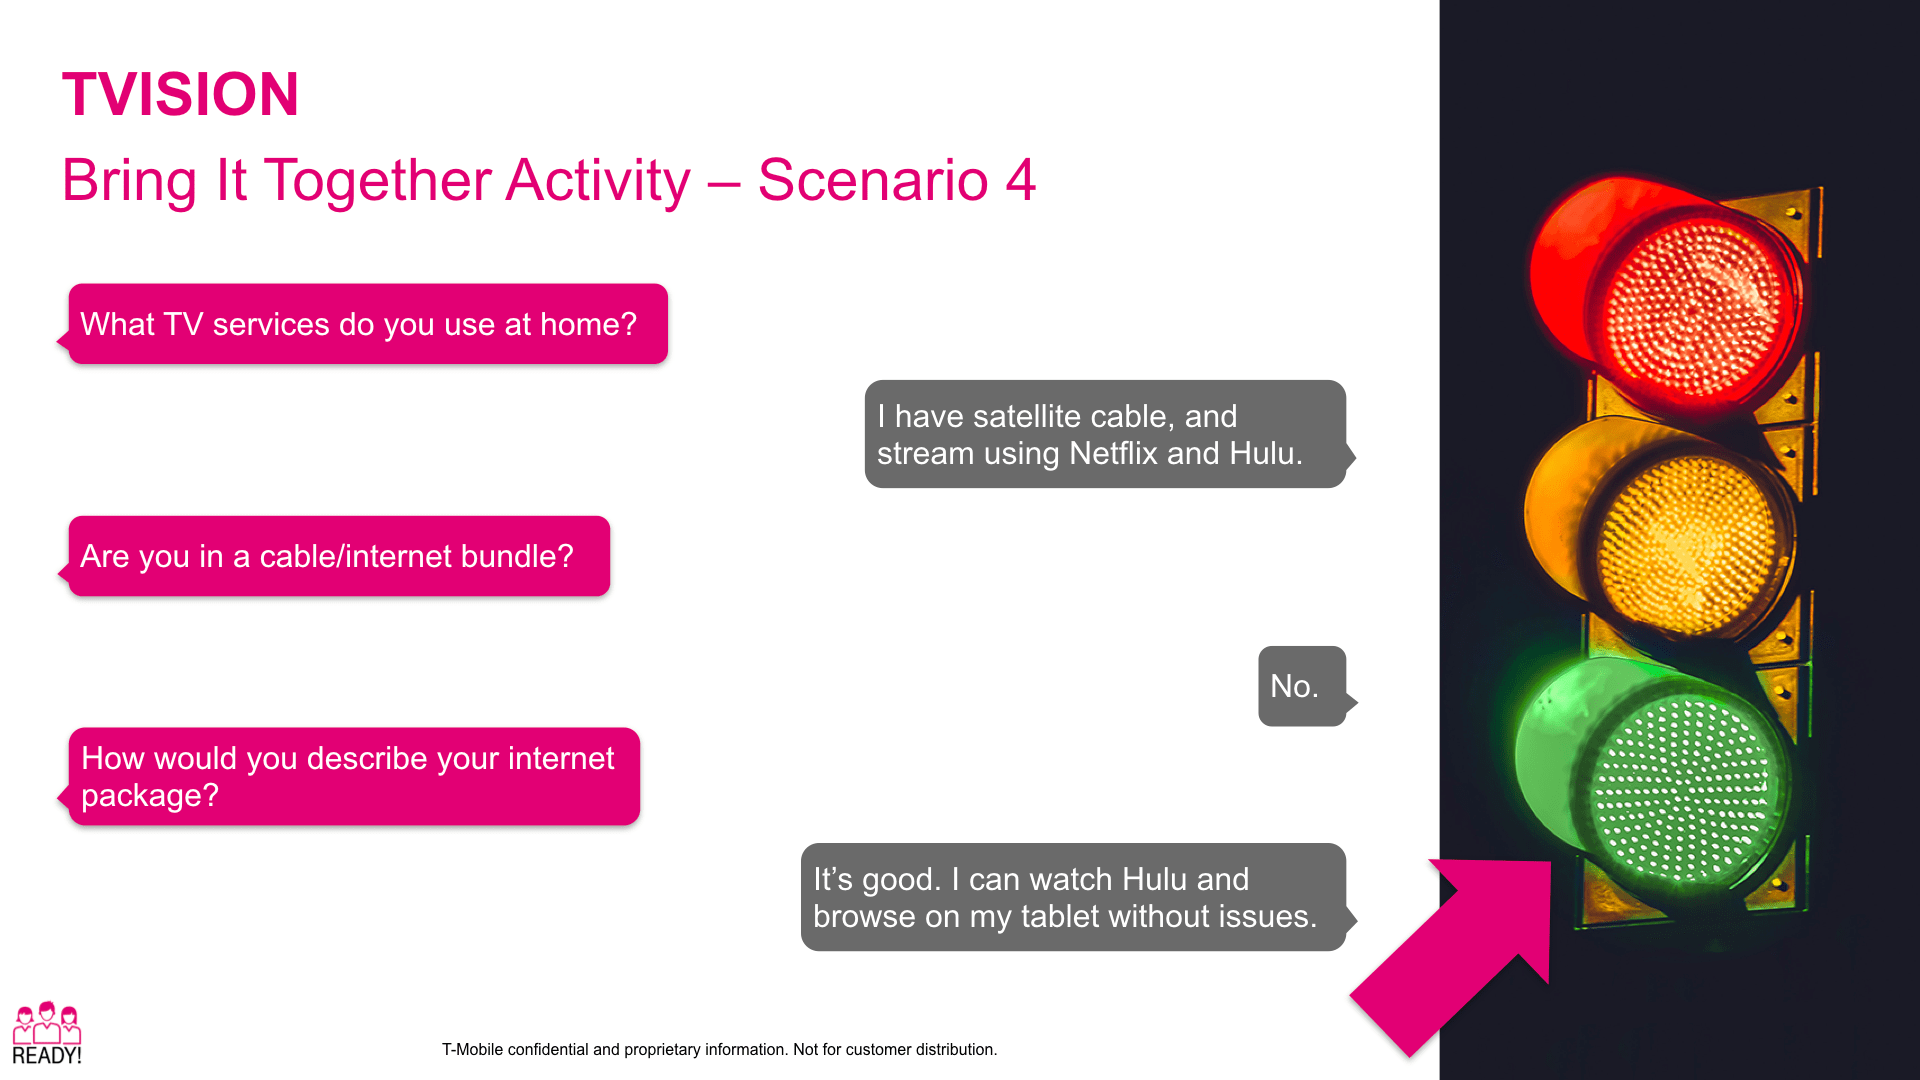 TVISION
Bring It Together Activity – Scenario 4
What TV services do you use at home?
I have satellite cable, and
stream using Netflix and Hulu.
Are you in a cable/internet bundle?
No.
How would you describe your internet
package?
It’s good. I can watch Hulu and
browse on my tablet without issues.
READY!
T-Mobile confidential and proprietary information. Not for customer distribution.